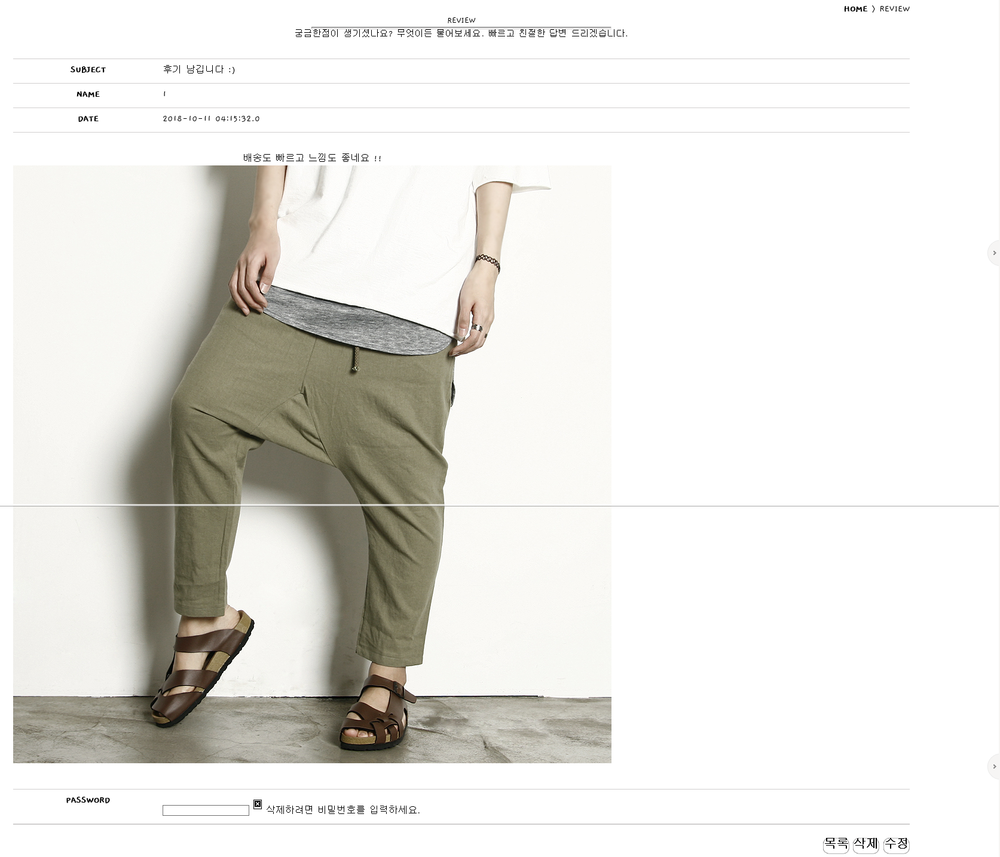 HOME > REVIEW
REVIEW
궁금한점이 생기셨나요? 무엇이든 물어보세요. 빠르고 친절한 답변 드리겠습니다.
SUBJECT 후기 남깁니다 :)
NAME 1
DATE 2018-10-11 04:15:32.0
배송도 빠르고 느낌도 좋네요 !!
PASSWORD
삭제하려면 비밀번호를 입력하세요.
목록 삭제 수정